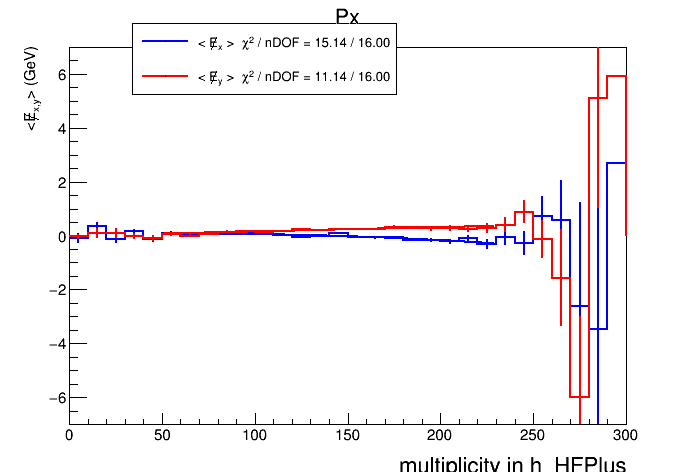 Px
< E̸x >  χ² / nDOF = 15.14 / 16.00
< E̸y >  χ² / nDOF = 11.14 / 16.00
<E̸x,y> (GeV)
6
4
2
0
−2
−4
−6
0 50 100 150 200 250 300
multiplicity in h_HFPlus